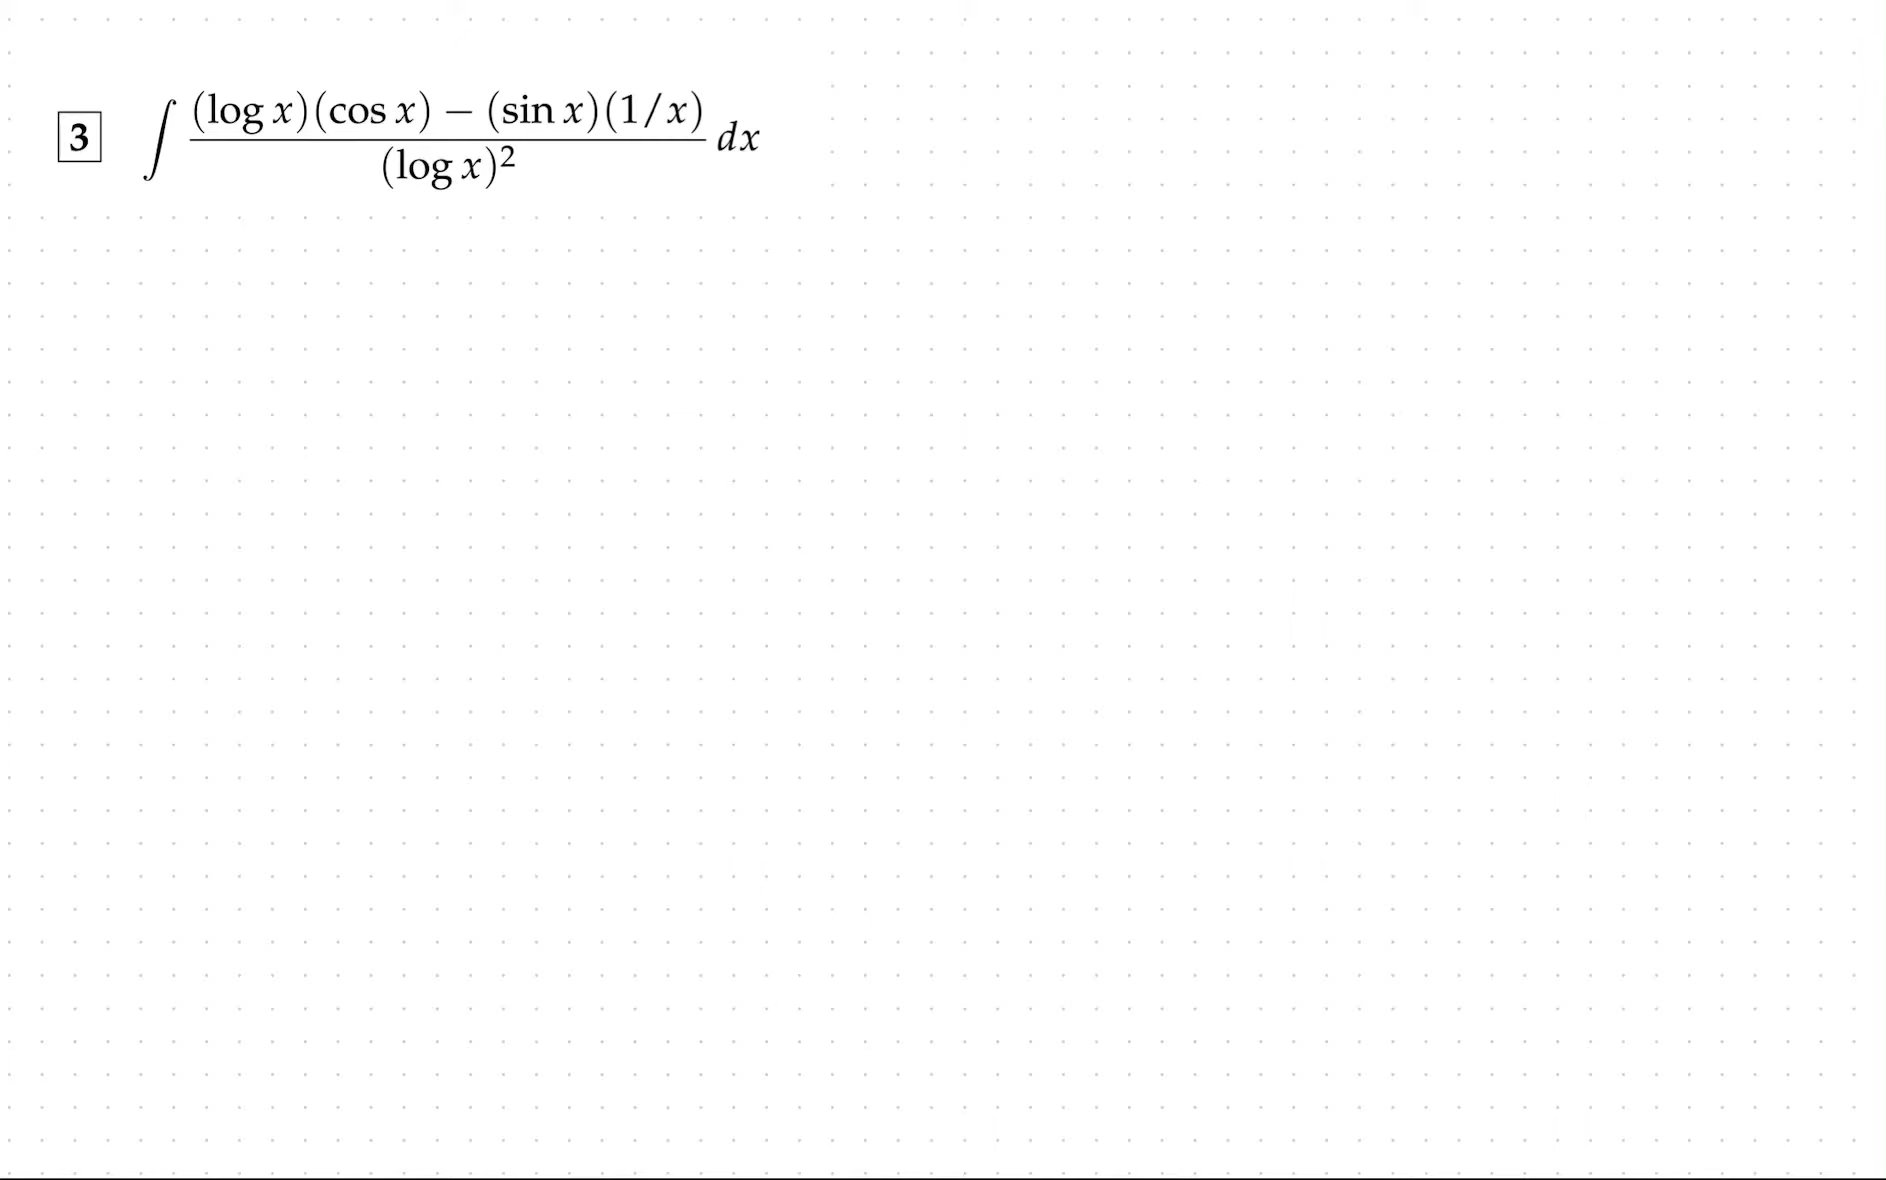 3 ∫ (log x)(cos x) − (sin x)(1/x) / (log x)² dx